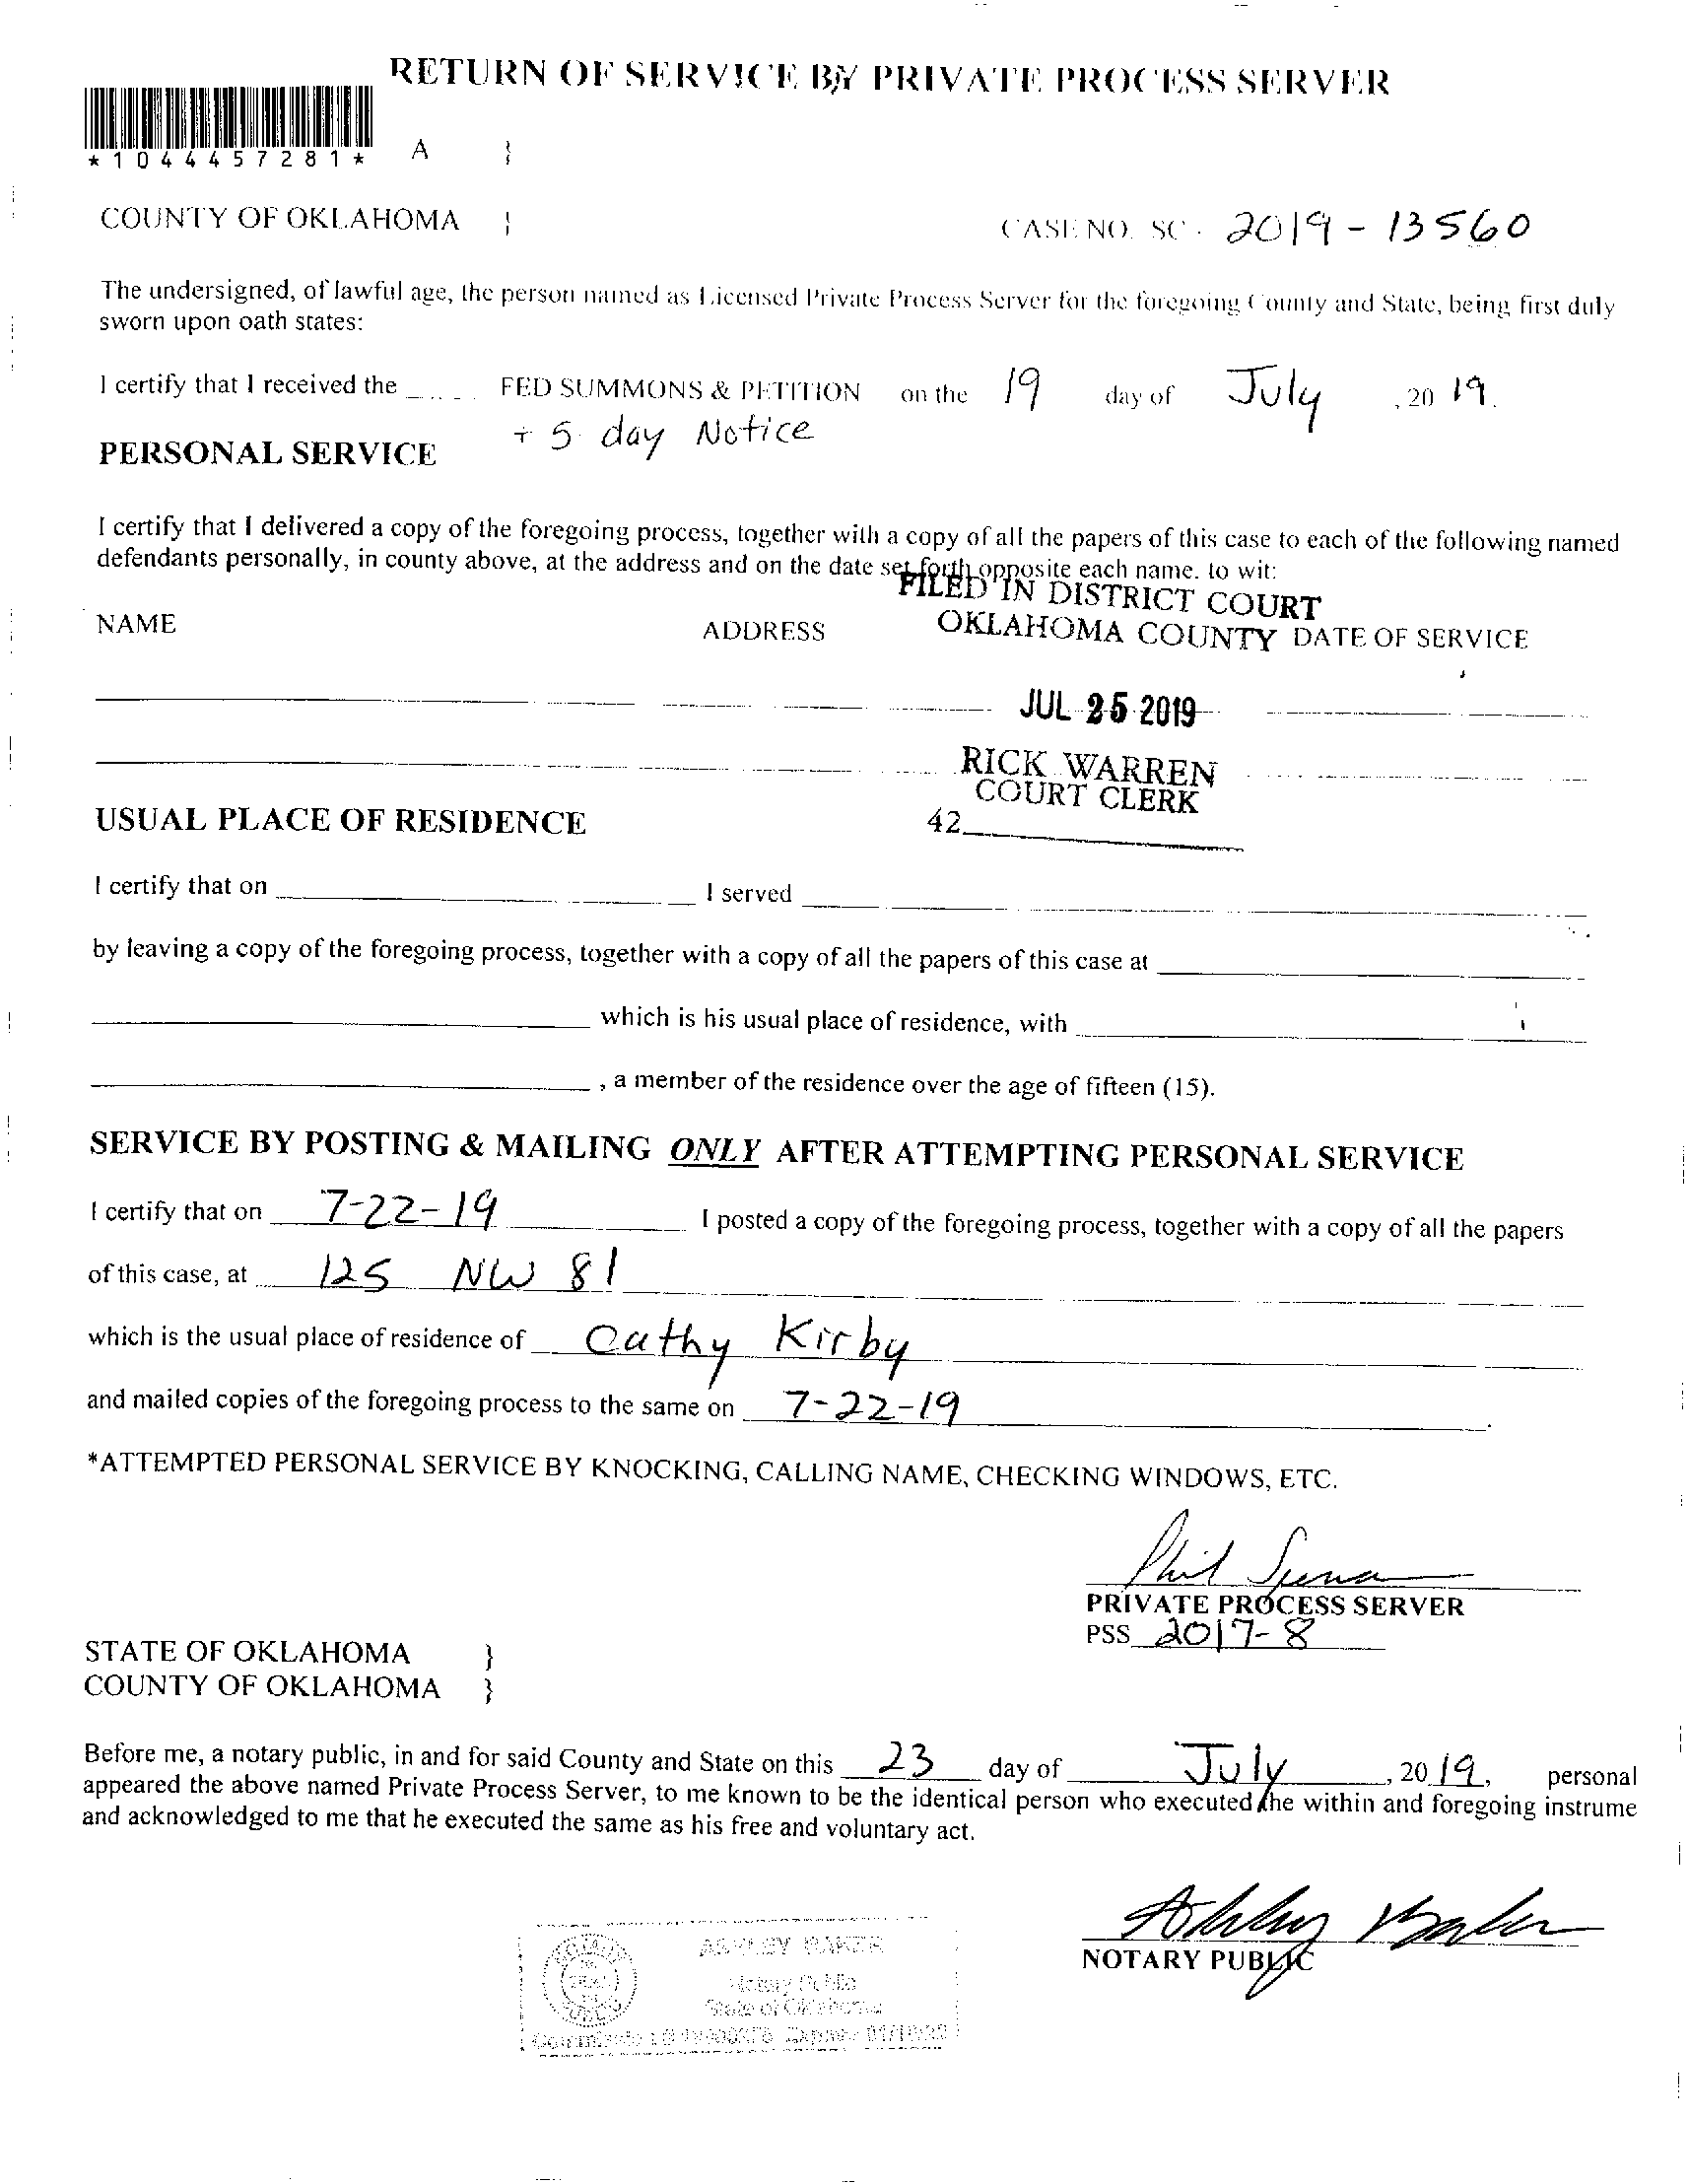 RETURN OF SERVICE BY PRIVATE PROCESS SERVER
*1044457281* A }
COUNTY OF OKLAHOMA } CASE NO. SC - 2019 - 13560
The undersigned, of lawful age, the person named as Licensed Private Process Server for the foregoing County and State, being first duly
sworn upon oath states:
I certify that I received the FED SUMMONS & PETITION on the 19 day of July , 20 19.
+ 5 day Notice
PERSONAL SERVICE
I certify that I delivered a copy of the foregoing process, together with a copy of all the papers of this case to each of the following named
defendants personally, in county above, at the address and on the date set forth opposite each name. to wit:
FILED IN DISTRICT COURT
OKLAHOMA COUNTY
NAME ADDRESS DATE OF SERVICE
JUL 25 2019
RICK WARREN
COURT CLERK
42
USUAL PLACE OF RESIDENCE
I certify that on I served
by leaving a copy of the foregoing process, together with a copy of all the papers of this case at
which is his usual place of residence, with
, a member of the residence over the age of fifteen (15).
SERVICE BY POSTING & MAILING ONLY AFTER ATTEMPTING PERSONAL SERVICE
I certify that on 7-22-19 I posted a copy of the foregoing process, together with a copy of all the papers
of this case, at 125 NW 81
which is the usual place of residence of Cathy Kirby
and mailed copies of the foregoing process to the same on 7-22-19.
*ATTEMPTED PERSONAL SERVICE BY KNOCKING, CALLING NAME, CHECKING WINDOWS, ETC.
Phil
PRIVATE PROCESS SERVER
PSS 2017-8
STATE OF OKLAHOMA }
COUNTY OF OKLAHOMA }
Before me, a notary public, in and for said County and State on this 23 day of July , 20 19, personal
appeared the above named Private Process Server, to me known to be the identical person who executed the within and foregoing instrume
and acknowledged to me that he executed the same as his free and voluntary act.
Ashley Baker
NOTARY PUBLIC
ASHLEY BAKER
Notary Public
State of Oklahoma